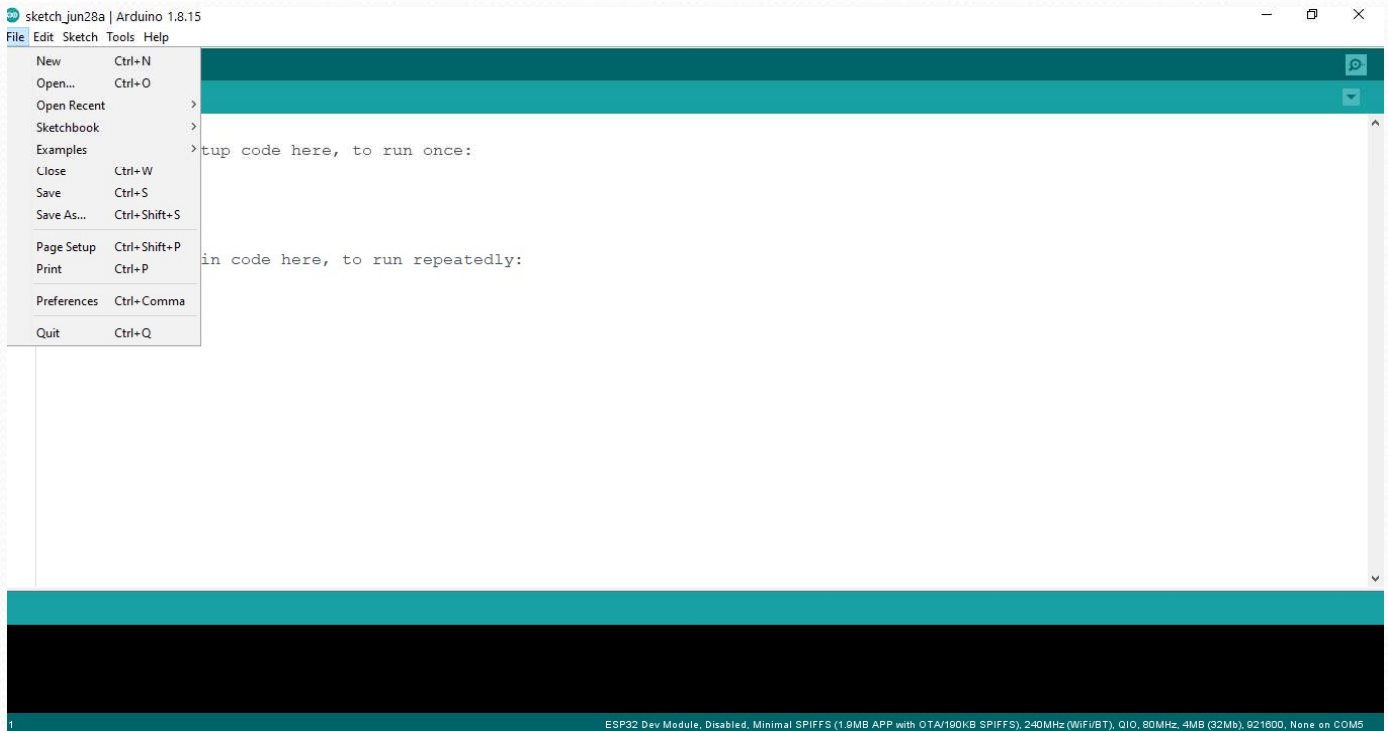 sketch_jun28a | Arduino 1.8.15
File Edit Sketch Tools Help
New Ctrl+N
Open... Ctrl+O
Open Recent >
Sketchbook >
Examples >
tup code here, to run once:
Close Ctrl+W
Save Ctrl+S
Save As... Ctrl+Shift+S
Page Setup Ctrl+Shift+P
in code here, to run repeatedly:
Print Ctrl+P
Preferences Ctrl+Comma
Quit Ctrl+Q
1 ESP32 Dev Module, Disabled, Minimal SPIFFS (1.9MB APP with OTA/190KB SPIFFS), 240MHz (WiFi/BT), QIO, 80MHz, 4MB (32Mb), 921600, None on COM5